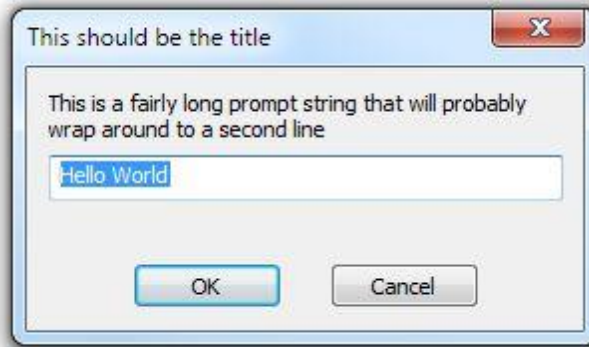 This should be the title
This is a fairly long prompt string that will probably
wrap around to a second line
Hello World
OK
Cancel